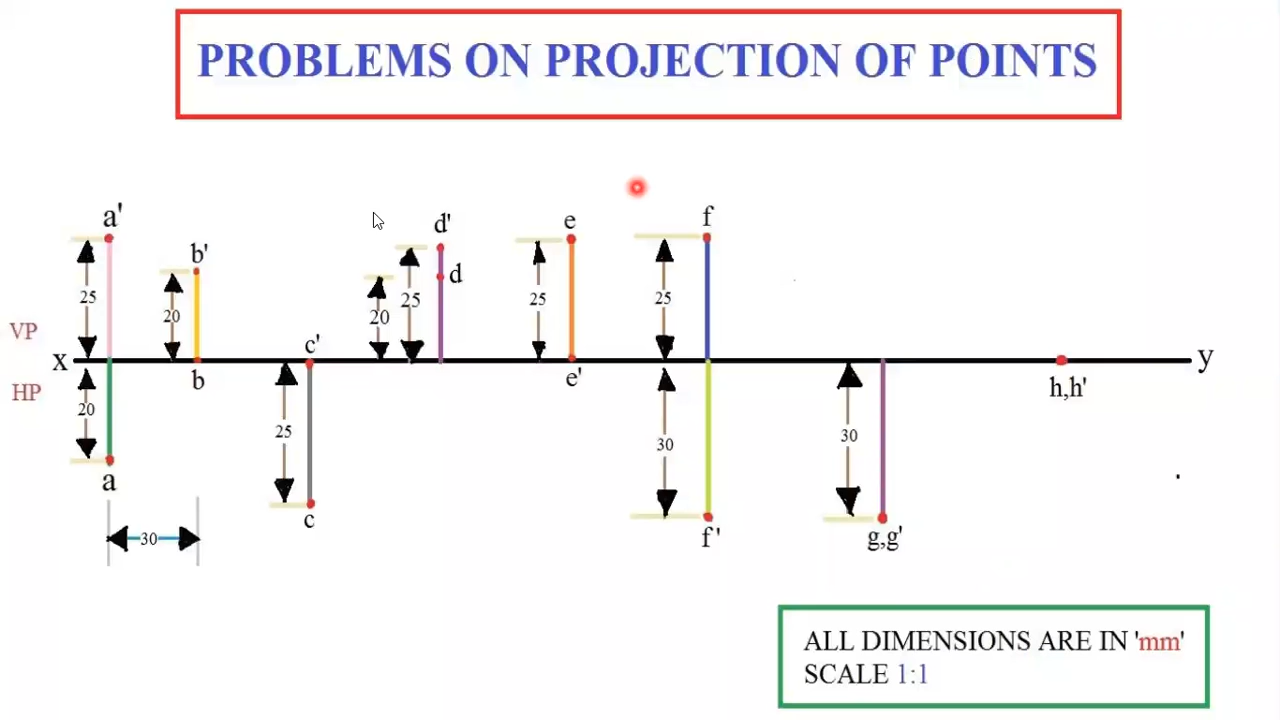 PROBLEMS ON PROJECTION OF POINTS
a' b' d' d e f
25 20 20 25 25 25
VP
x c' y
HP b e' h,h'
20 25 30 30
a c f' g,g'
30
ALL DIMENSIONS ARE IN 'mm'
SCALE 1:1